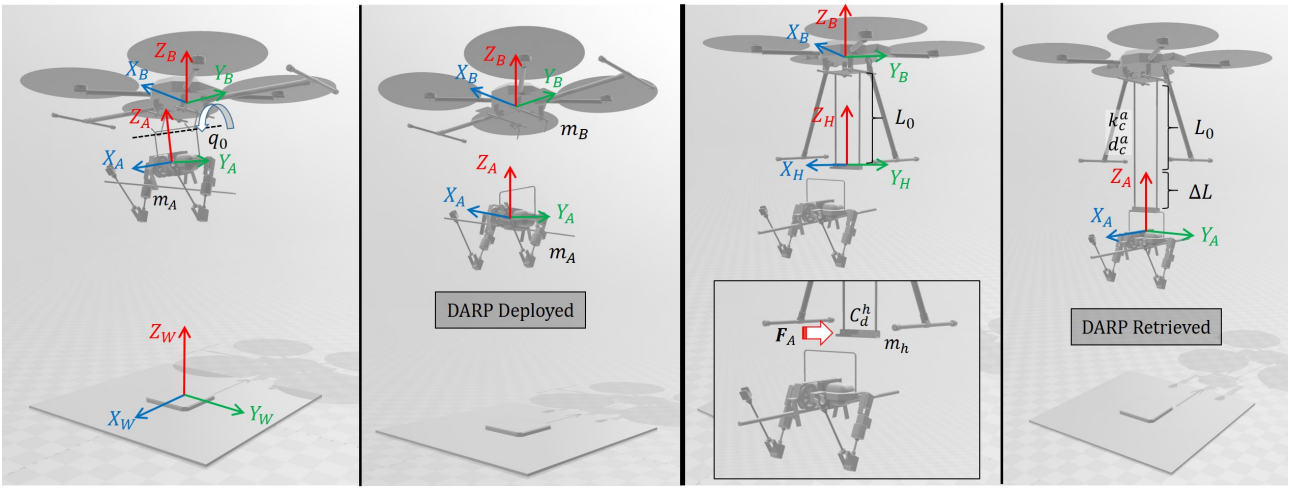 Z_B
X_B
Y_B
Z_A
q_0
X_A
Y_A
m_A
Z_W
X_W
Y_W
Z_B
X_B
Y_B
m_B
Z_A
X_A
Y_A
m_A
DARP Deployed
Z_B
X_B
Y_B
L_0
Z_H
X_H
Y_H
C_d^h
F_A
m_h
k_c^a
d_c^a
L_0
Z_A
ΔL
X_A
Y_A
DARP Retrieved